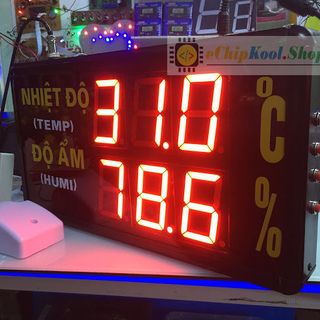 eChipKool.Shop
NHIỆT ĐỘ
(TEMP)
31.0
°C
ĐỘ ẨM
(HUMI)
78.6
%